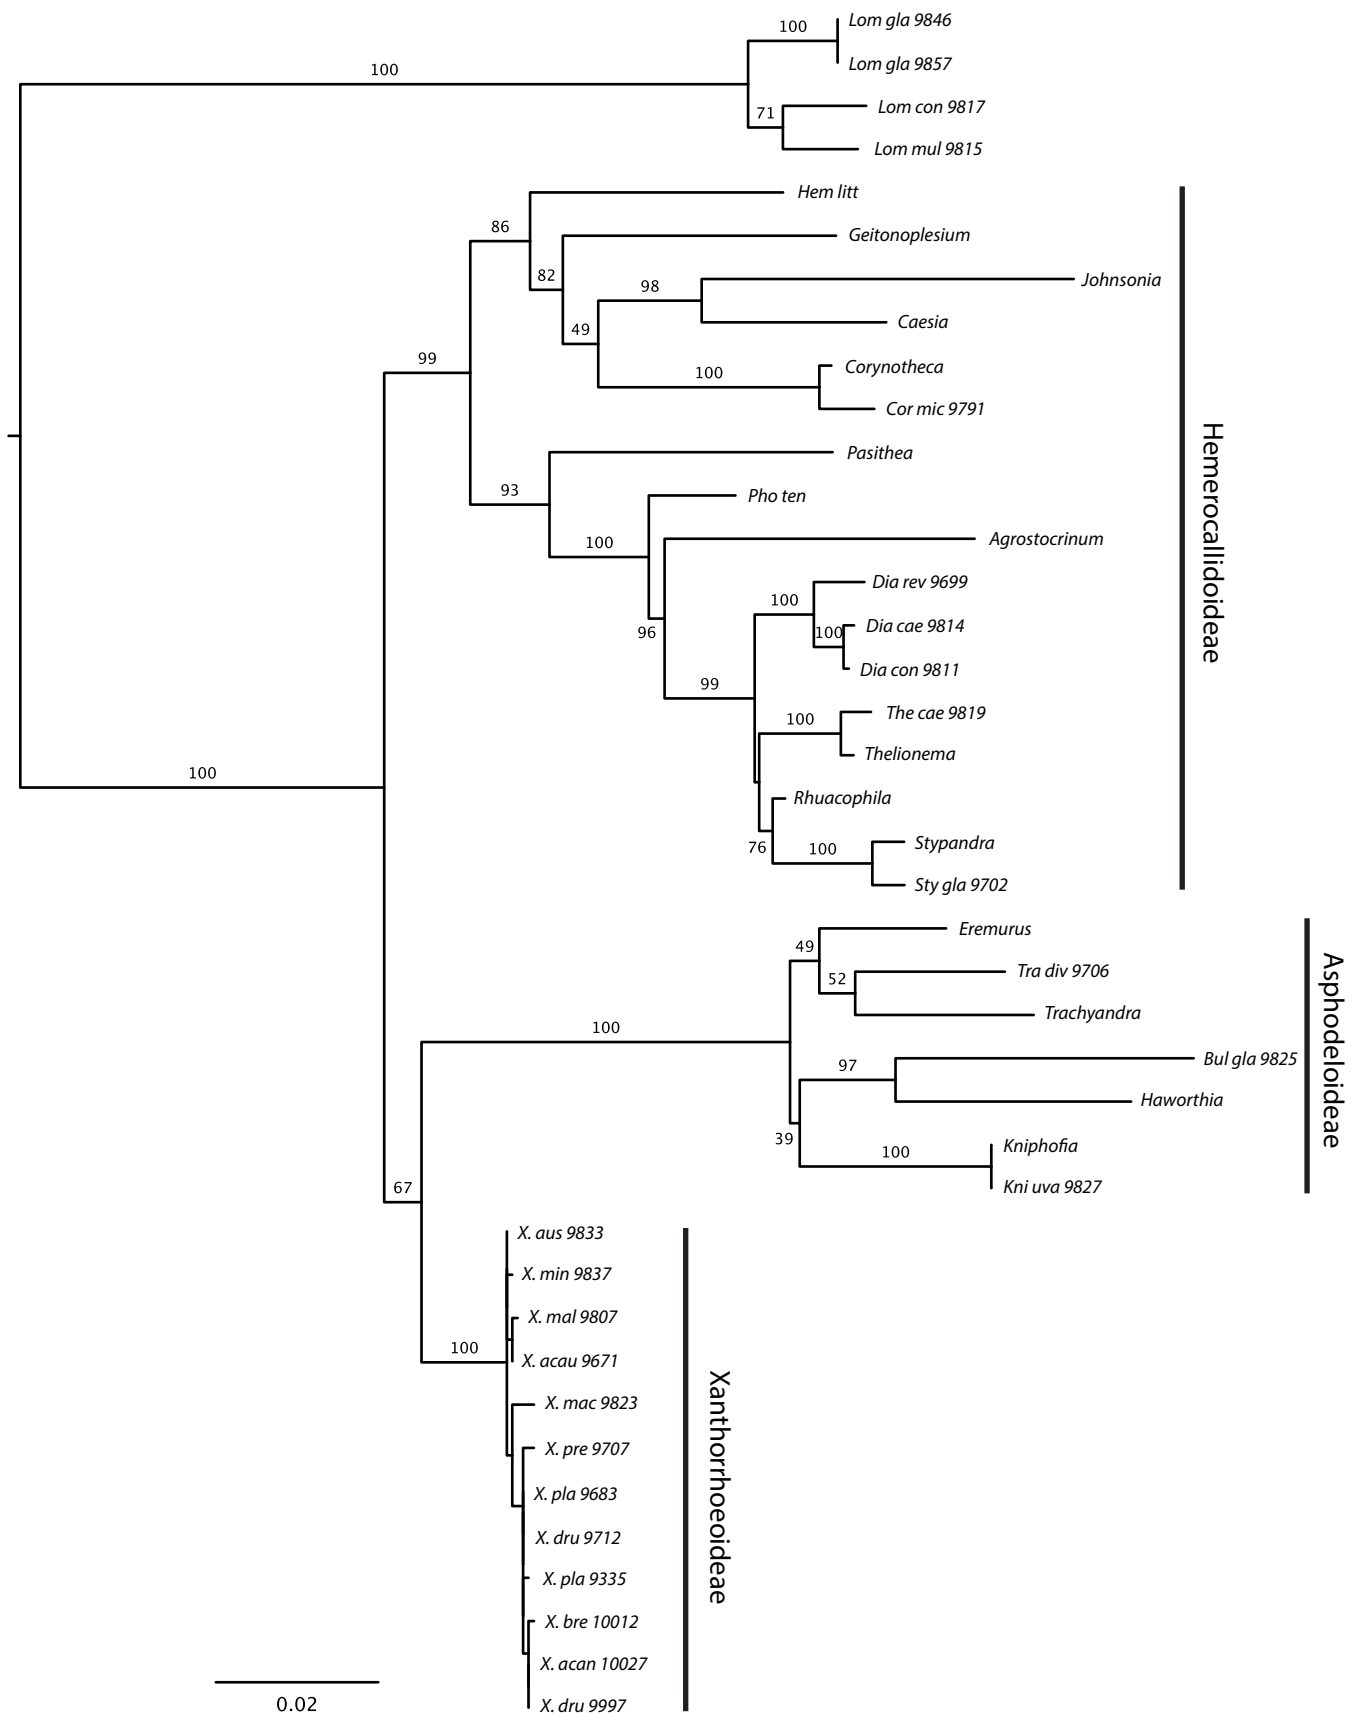 Lom gla 9846
100
Lom gla 9857
100
Lom con 9817
71
Lom mul 9815
Hem litt
86
Geitonoplesium
82
Johnsonia
98
Caesia
49
Corynotheca
100
Cor mic 9791
99
Pasithea
93
Pho ten
100
Agrostocrinum
96
Dia rev 9699
100
Dia cae 9814
100
Dia con 9811
99
The cae 9819
100
Thelionema
Rhuacophila
76
Stypandra
100
Sty gla 9702
Hemerocallidoideae
100
Eremurus
49
Tra div 9706
52
Trachyandra
100
Bul gla 9825
97
Haworthia
39
Kniphofia
100
Kni uva 9827
Asphodeloideae
67
X. aus 9833
X. min 9837
X. mal 9807
100
X. acau 9671
X. mac 9823
X. pre 9707
X. pla 9683
X. dru 9712
X. pla 9335
X. bre 10012
X. acan 10027
X. dru 9997
Xanthorrhoeoideae
0.02